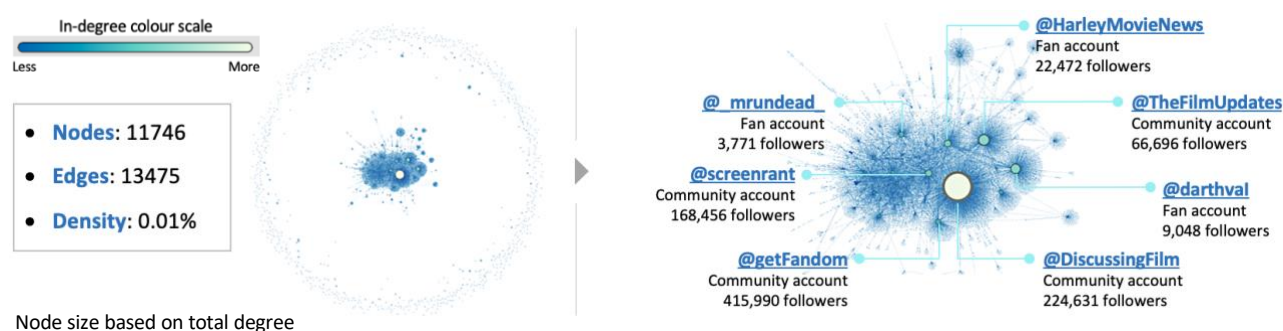 In-degree colour scale
Less More
• Nodes: 11746
• Edges: 13475
• Density: 0.01%
Node size based on total degree
@HarleyMovieNews
Fan account
22,472 followers
@_mrundead_
Fan account
3,771 followers
@TheFilmUpdates
Community account
66,696 followers
@screenrant
Community account
168,456 followers
@darthval
Fan account
9,048 followers
@getFandom
Community account
415,990 followers
@DiscussingFilm
Community account
224,631 followers